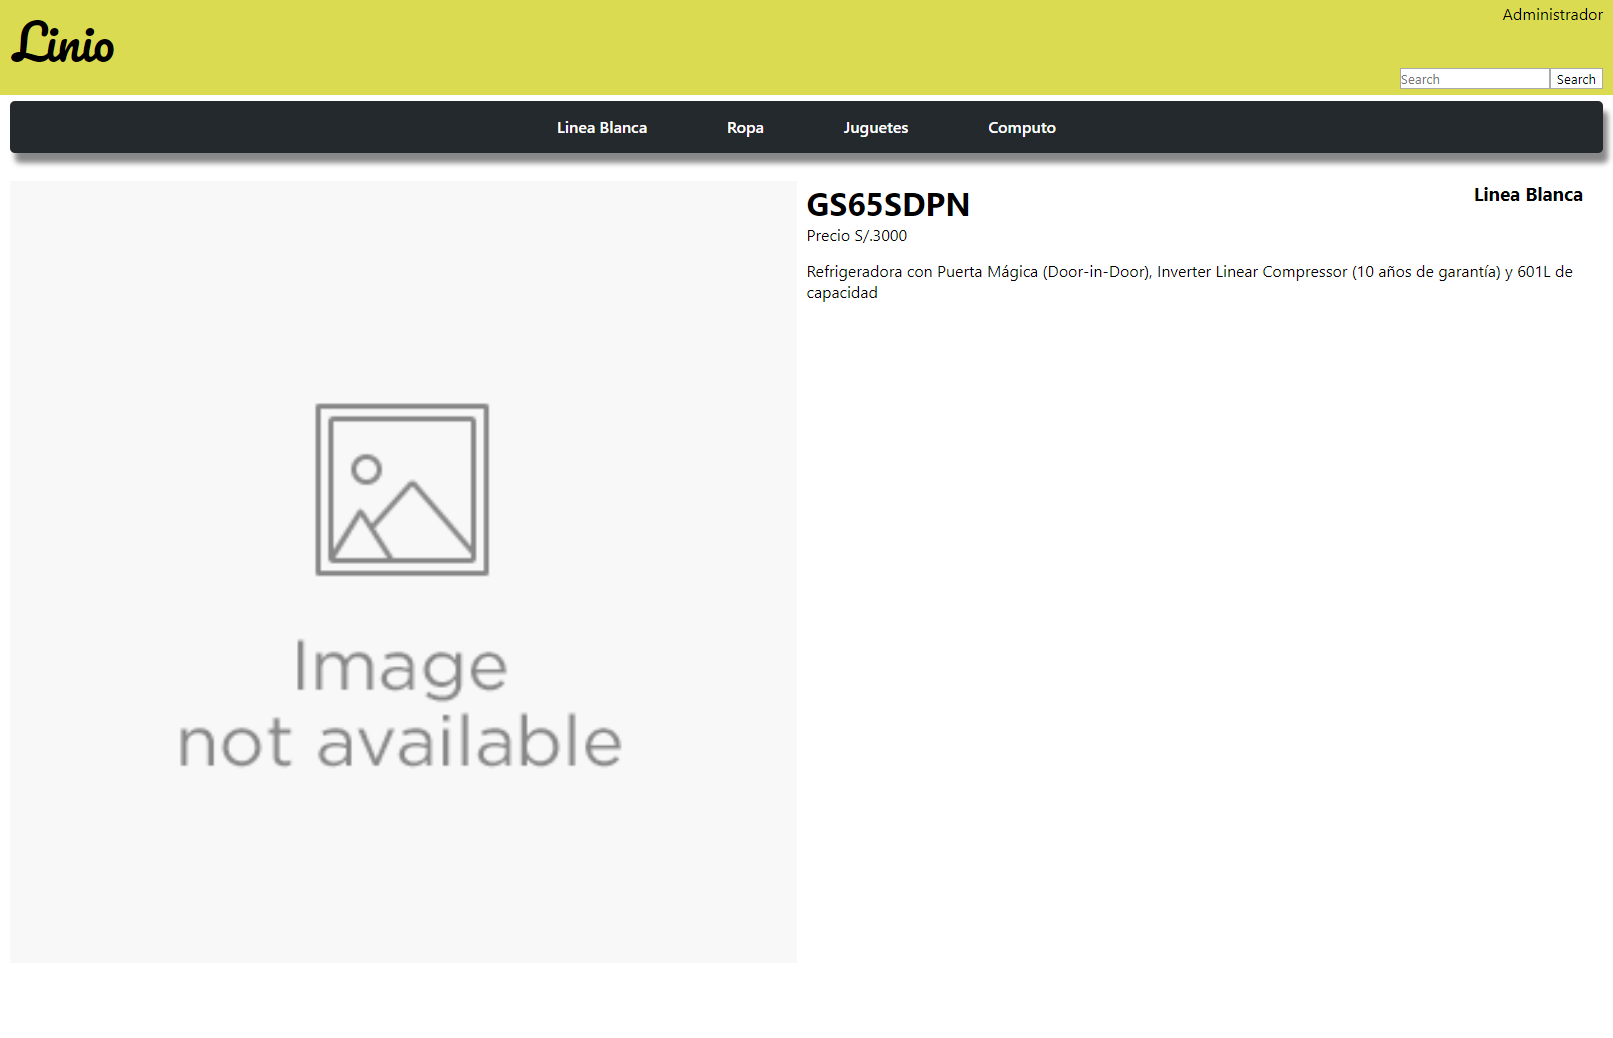 Linio
Administrador
Search Search
Linea Blanca Ropa Juguetes Computo
GS65SDPN
Linea Blanca
Precio S/.3000
Refrigeradora con Puerta Mágica (Door-in-Door), Inverter Linear Compressor (10 años de garantía) y 601L de
capacidad
Image
not available